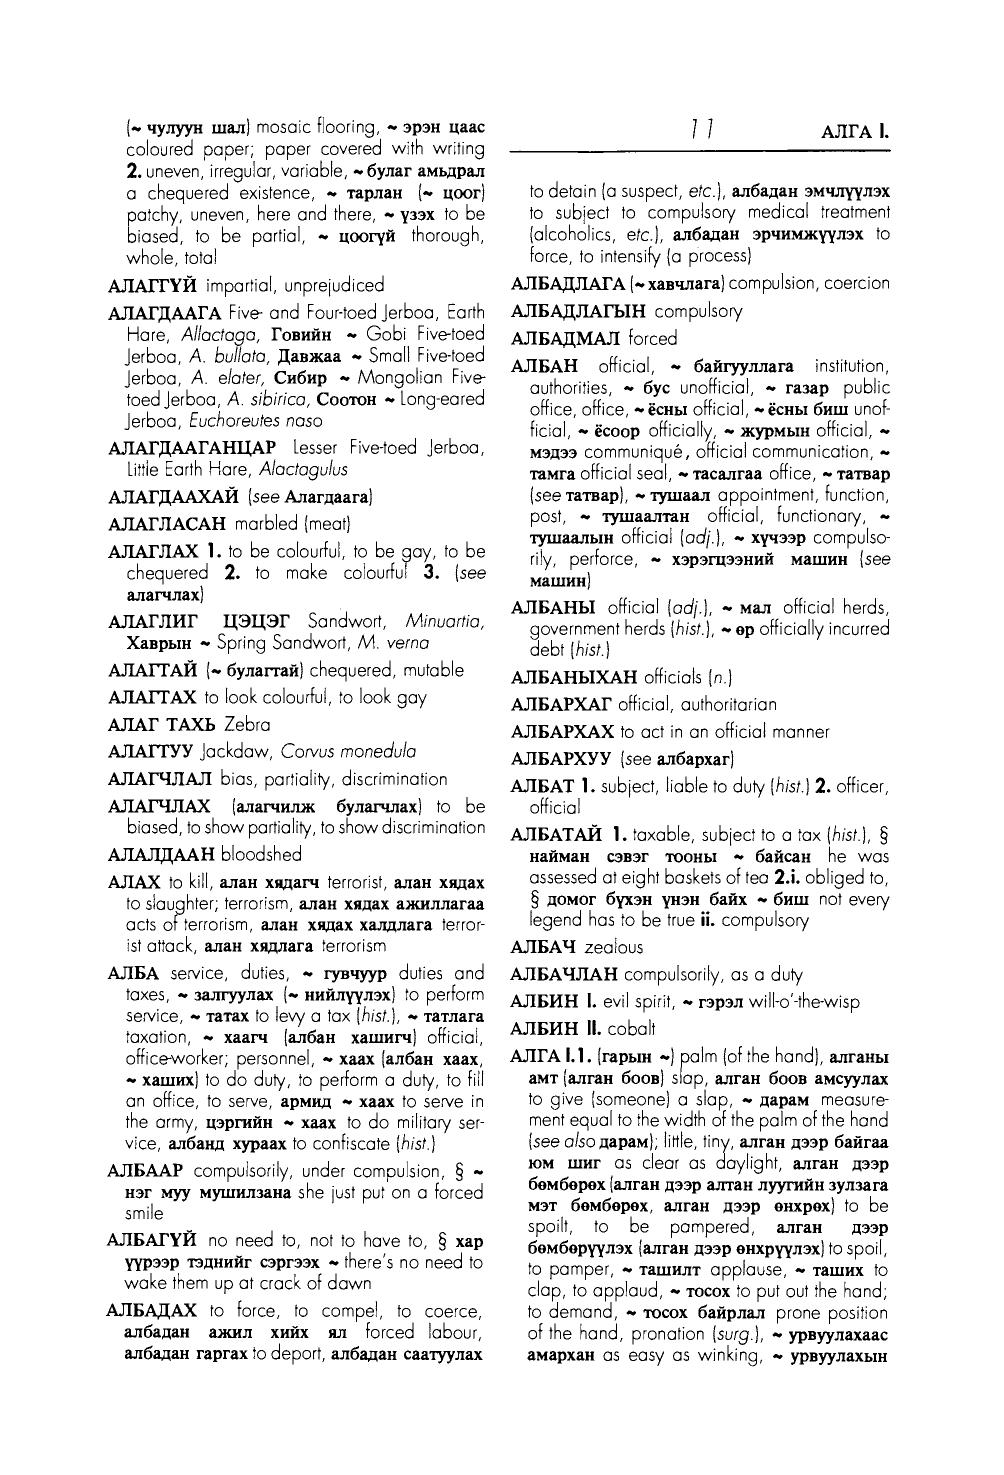 (~ чулуун шал) mosaic flooring, ~ эрэн цаас
coloured paper; paper covered with writing
2. uneven, irregular, variable, ~ булаг амьдрал
a chequered existence, ~ тарлан (~ цоог)
patchy, uneven, here and there, ~ үзэх to be
biased, to be partial, ~ цоогүй thorough,
whole, total
АЛАГГҮЙ impartial, unprejudiced
АЛАГДААГА Five- and Four-toed Jerboa, Earth
Hare, Allactaga, Говийн ~ Gobi Five-toed
Jerboa, A. bullata, Давжаа ~ Small Five-toed
Jerboa, A. elater, Сибир ~ Mongolian Five-
toed Jerboa, A. sibirica, Соотон ~ Long-eared
Jerboa, Euchoreutes naso
АЛАГДААГАНЦАР Lesser Five-toed Jerboa,
Little Earth Hare, Alactagulus
АЛАГДААХАЙ (see Алагдаага)
АЛАГЛАСАН marbled (meat)
АЛАГЛАХ 1. to be colourful, to be gay, to be
chequered 2. to make colourful 3. (see
алагчлах)
АЛАГЛИГ ЦЭЦЭГ Sandwort, Minuartia,
Хаврын ~ Spring Sandwort, M. verna
АЛАГТАЙ (~ булагтай) chequered, mutable
АЛАГТАХ to look colourful, to look gay
АЛАГ ТАХЬ Zebra
АЛАГТУУ Jackdaw, Corvus monedula
АЛАГЧЛАЛ bias, partiality, discrimination
АЛАГЧЛАХ (алагчилж булагчлах) to be
biased, to show partiality, to show discrimination
АЛАЛДААН bloodshed
АЛАХ to kill, алан хядагч terrorist, алан хядах
to slaughter; terrorism, алан хядах ажиллагаа
acts of terrorism, алан хядах халдлага terror-
ist attack, алан хядлага terrorism
АЛБА service, duties, ~ гувчуур duties and
taxes, ~ залгуулах (~ нийлүүлэх) to perform
service, ~ татах to levy a tax (hist.), ~ татлага
taxation, ~ хаагч (албан хашигч) official,
office-worker; personnel, ~ хаах (албан хаах,
~ хаших) to do duty, to perform a duty, to fill
an office, to serve, армид ~ хаах to serve in
the army, цэргийн ~ хаах to do military ser-
vice, албанд хураах to confiscate (hist.)
АЛБААР compulsorily, under compulsion, § ~
нэг муу мушилзана she just put on a forced
smile
АЛБАГҮЙ no need to, not to have to, § хар
үүрээр тэднийг сэргээх ~ there's no need to
wake them up at crack of dawn
АЛБАДАХ to force, to compel, to coerce,
албадан ажил хийх ял forced labour,
албадан гаргах to deport, албадан саатуулах
11 АЛГА I.
to detain (a suspect, etc.), албадан эмчлүүлэх
to subject to compulsory medical treatment
(alcoholics, etc.), албадан эрчимжүүлэх to
force, to intensify (a process)
АЛБАДЛАГА (~ хавчлага) compulsion, coercion
АЛБАДЛАГЫН compulsory
АЛБАДМАЛ forced
АЛБАН official, ~ байгууллага institution,
authorities, ~ бус unofficial, ~ газар public
office, office, ~ ёсны official, ~ ёсны биш unof-
ficial, ~ ёсоор officially, ~ журмын official, ~
мэдээ communiqué, official communication, ~
тамга official seal, ~ тасалгаа office, ~ татвар
(see татвар), ~ тушаал appointment, function,
post, ~ тушаалтан official, functionary, ~
тушаалын official (adj.), ~ хүчээр compulso-
rily, perforce, ~ хэрэгцээний машин (see
машин)
АЛБАНЫ official (adj.), ~ мал official herds,
government herds (hist.), ~ өр officially incurred
debt (hist.)
АЛБАНЫХАН officials (n.)
АЛБАРХАГ official, authoritarian
АЛБАРХАХ to act in an official manner
АЛБАРХУУ (see албархаг)
АЛБАТ 1. subject, liable to duty (hist.) 2. officer,
official
АЛБАТАЙ 1. taxable, subject to a tax (hist.), §
найман сэвэг тооны ~ байсан he was
assessed at eight baskets of tea 2.i. obliged to,
§ домог бүхэн үнэн байх ~ биш not every
legend has to be true ii. compulsory
АЛБАЧ zealous
АЛБАЧЛАН compulsorily, as a duty
АЛБИН I. evil spirit, ~ гэрэл will-o'-the-wisp
АЛБИН II. cobalt
АЛГА I.1. (гарын ~) palm (of the hand), алганы
амт (алган боов) slap, алган боов амсуулах
to give (someone) a slap, ~ дарам measure-
ment equal to the width of the palm of the hand
(see also дарам); little, tiny, алган дээр байгаа
юм шиг as clear as daylight, алган дээр
бөмбөрөх (алган дээр алтан луугийн зулзага
мэт бөмбөрөх, алган дээр өнхрөх) to be
spoilt, to be pampered, алган дээр
бөмбөрүүлэх (алган дээр өнхрүүлэх) to spoil,
to pamper, ~ ташилт applause, ~ таших to
clap, to applaud, ~ тосох to put out the hand;
to demand, ~ тосох байрлал prone position
of the hand, pronation (surg.), ~ урвуулахаас
амархан as easy as winking, ~ урвуулахын